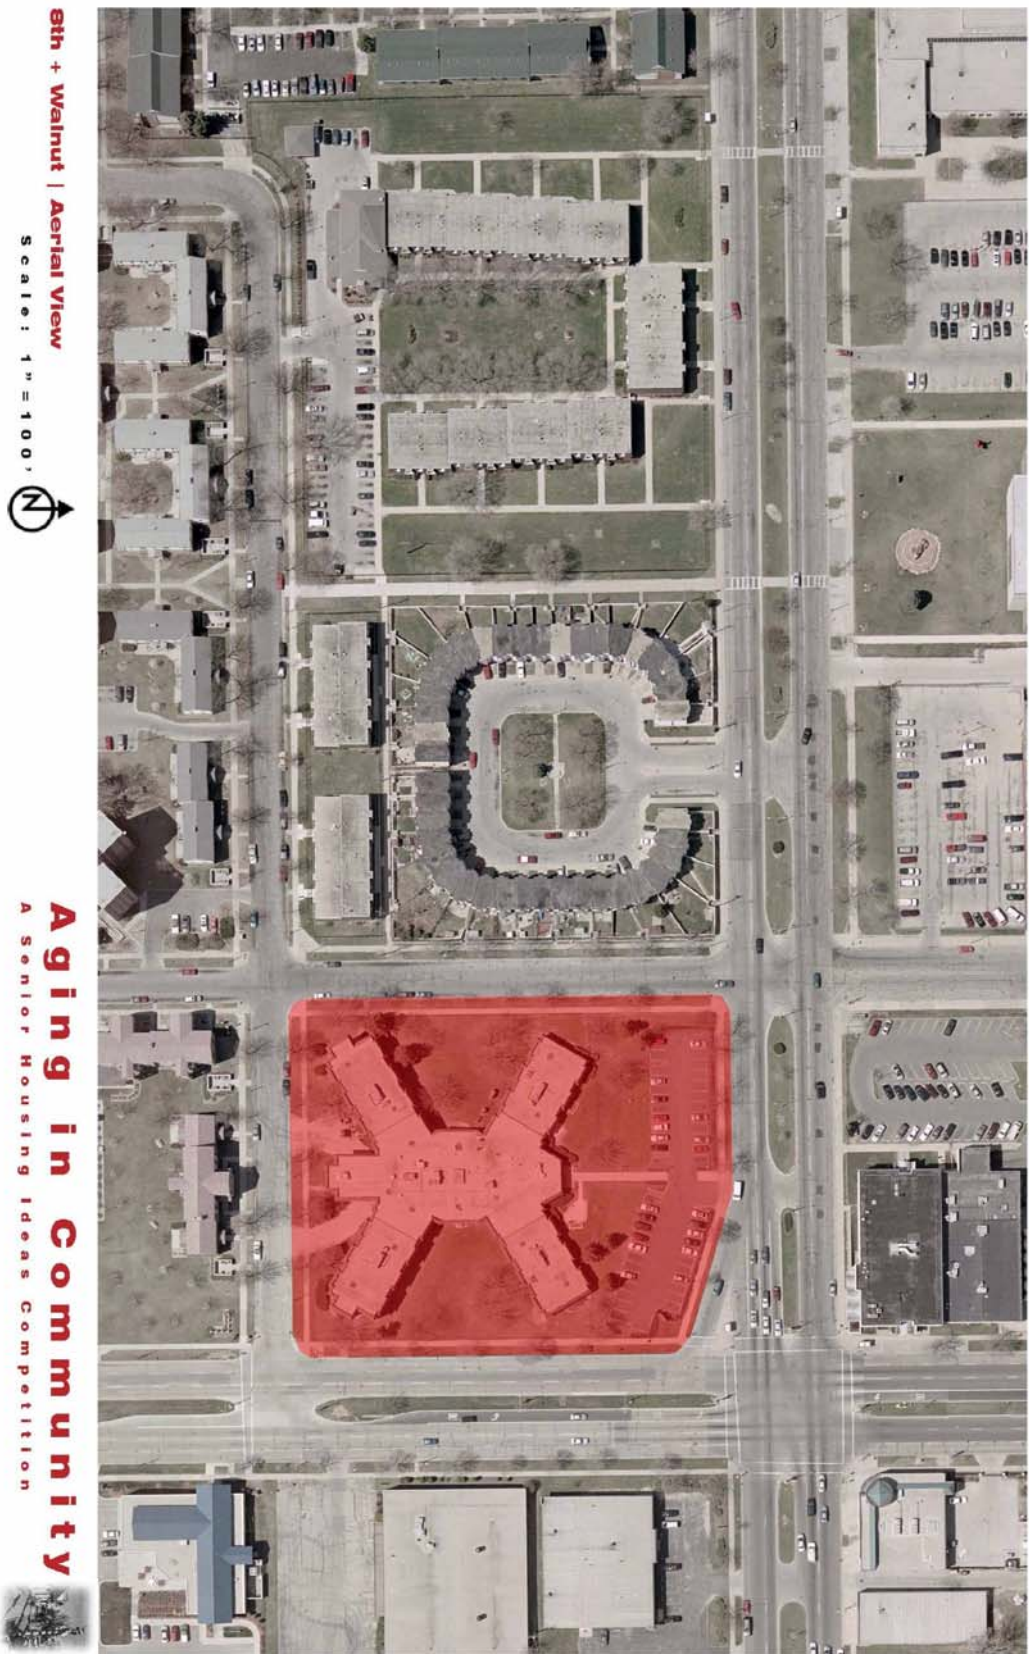 8th + Walnut | Aerial View
Scale: 1"=100'
N
Aging in Community
A Senior Housing Ideas Competition